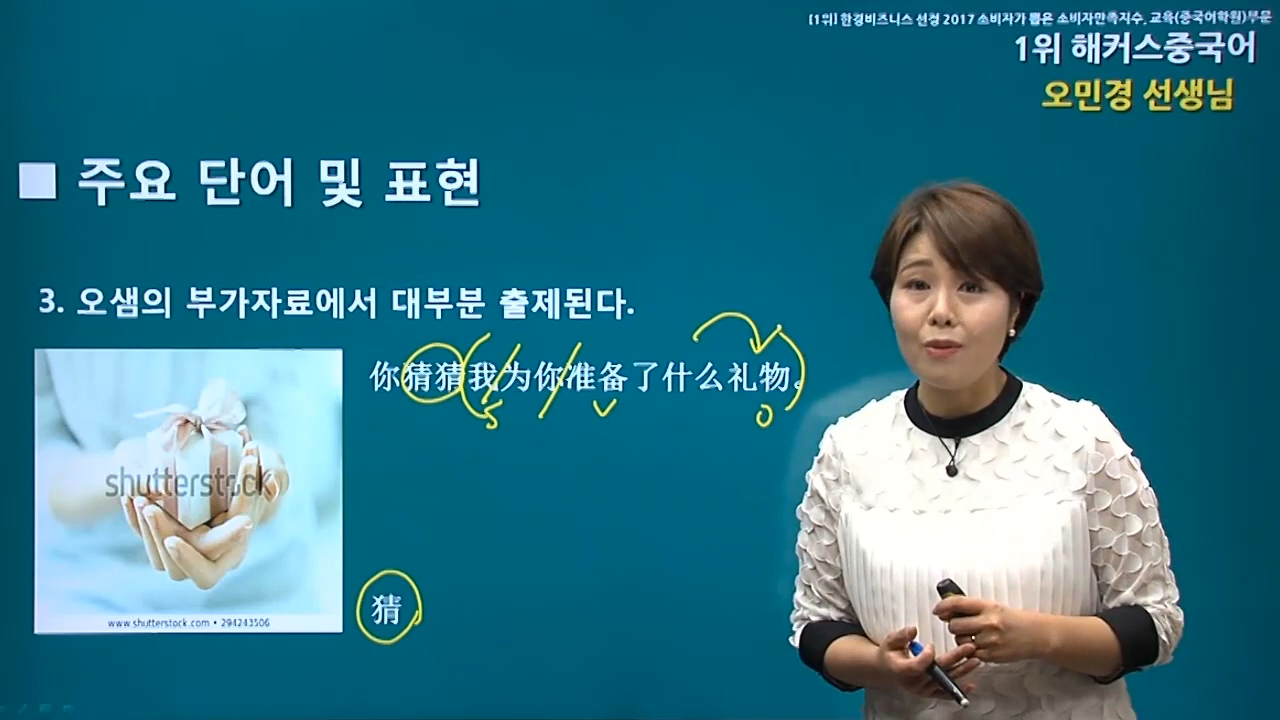 [1위] 한경비즈니스 선정 2017 소비자가 뽑은 소비자만족지수, 교육(중국어학원)부문
1위 해커스중국어
오민경 선생님
■ 주요 단어 및 표현
3. 오샘의 부가자료에서 대부분 출제된다.
你猜猜我为你准备了什么礼物。
S
V
O
shutterstock
www.shutterstock.com • 294243506
猜